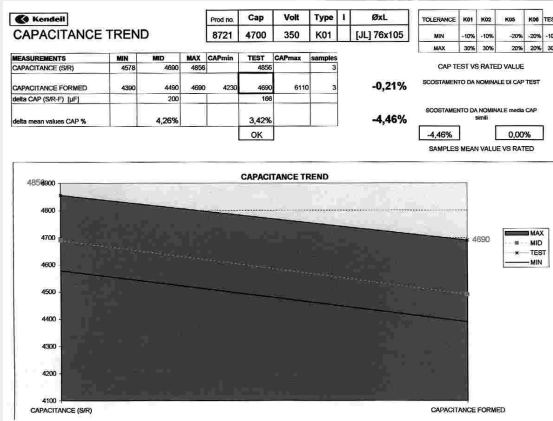 Kendeil
CAPACITANCE TREND
Prod no. Cap Volt Type I ØxL
8721 4700 350 K01 [JL] 76x105
TOLERANCE K01 K02 K05 K06
MIN -10% -10% -20% -20%
MAX 30% 30% 20% 20%
MEASUREMENTS MIN MID MAX CAPmin TEST CAPmax samples
CAPACITANCE (S/R) 4578 4690 4856 4856 3
CAPACITANCE FORMED 4390 4490 4690 4230 4690 6110 3
delta CAP (S/R-F) [µF] 200 166
delta mean values CAP % 4,26% 3,42%
OK
CAP TEST VS RATED VALUE
-0,21% SCOSTAMENTO DA NOMINALE DI CAP TEST
-4,46% SCOSTAMENTO DA NOMINALE media CAP
simili
-4,46% 0,00%
SAMPLES MEAN VALUE VS RATED
CAPACITANCE TREND
4900
4800
4700
4600
4500
4400
4300
4200
4100
4690
MAX
MID
TEST
MIN
CAPACITANCE (S/R) CAPACITANCE FORMED